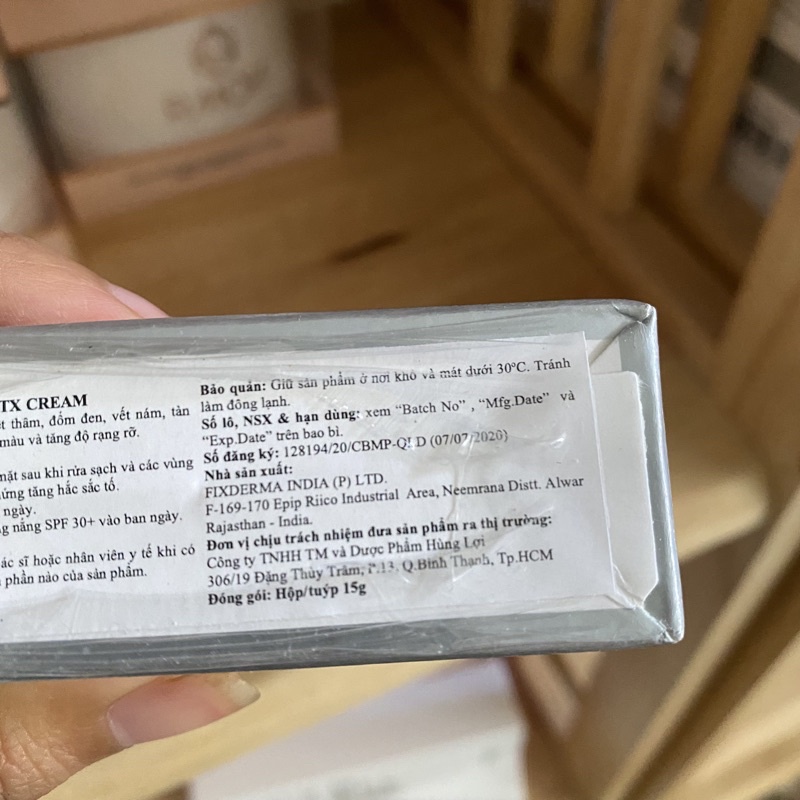 TX CREAM
t thâm, đốm đen, vết nám, tàn
màu và tăng độ rạng rỡ.
mặt sau khi rửa sạch và các vùng
ứng tăng hắc sắc tố.
ngày.
g nắng SPF 30+ vào ban ngày.
ác sĩ hoặc nhân viên y tế khi có
phần nào của sản phẩm.
Bảo quản: Giữ sản phẩm ở nơi khô và mát dưới 30ºC. Tránh
làm đông lạnh.
Số lô, NSX & hạn dùng: xem “Batch No” , “Mfg.Date” và
“Exp.Date” trên bao bì.
Số đăng ký: 128194/20/CBMP-QLD (07/07/2020)
Nhà sản xuất:
FIXDERMA INDIA (P) LTD.
F-169-170 Epip Riico Industrial Area, Neemrana Distt. Alwar
Rajasthan - India.
Đơn vị chịu trách nhiệm đưa sản phẩm ra thị trường:
Công ty TNHH TM và Dược Phẩm Hùng Lợi
306/19 Đặng Thùy Trâm, P.13, Q.Bình Thạnh, Tp.HCM
Đóng gói: Hộp/tuýp 15g